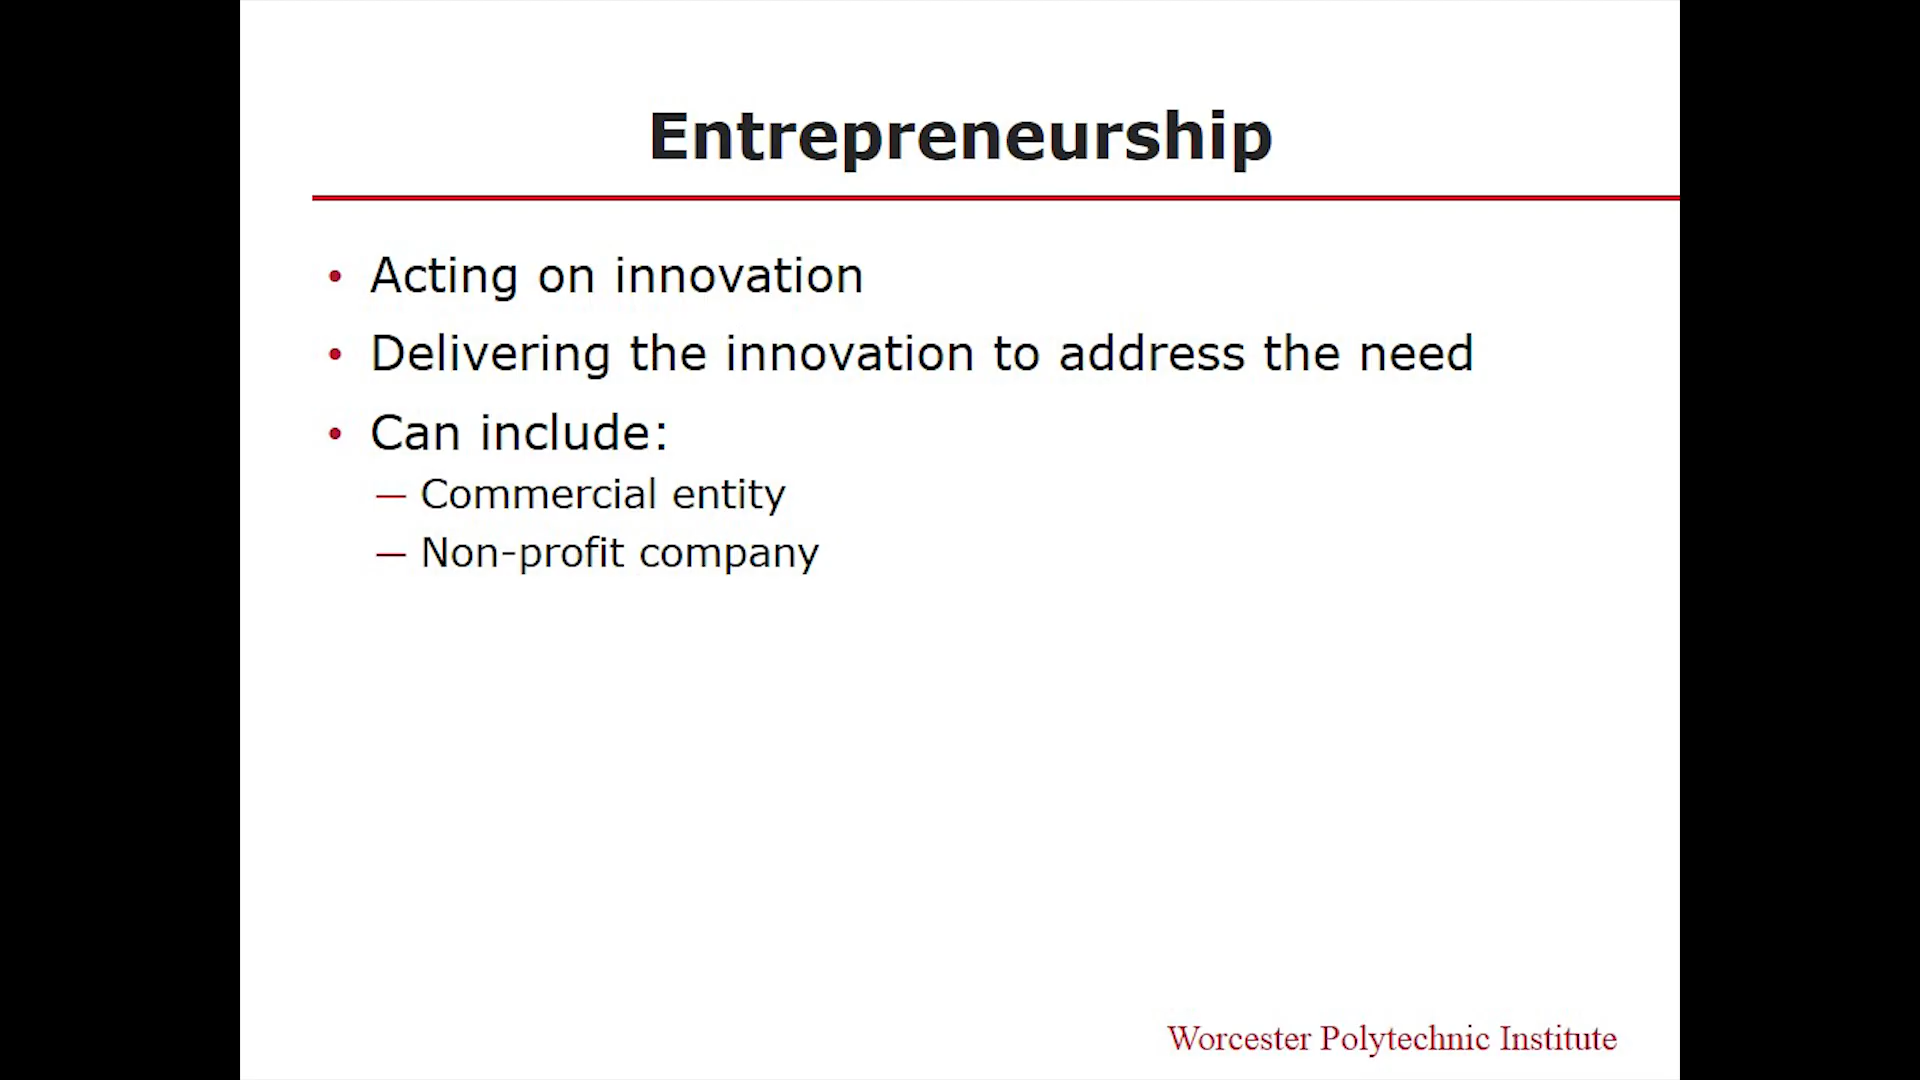 Entrepreneurship
• Acting on innovation
• Delivering the innovation to address the need
• Can include:
— Commercial entity
— Non-profit company
Worcester Polytechnic Institute